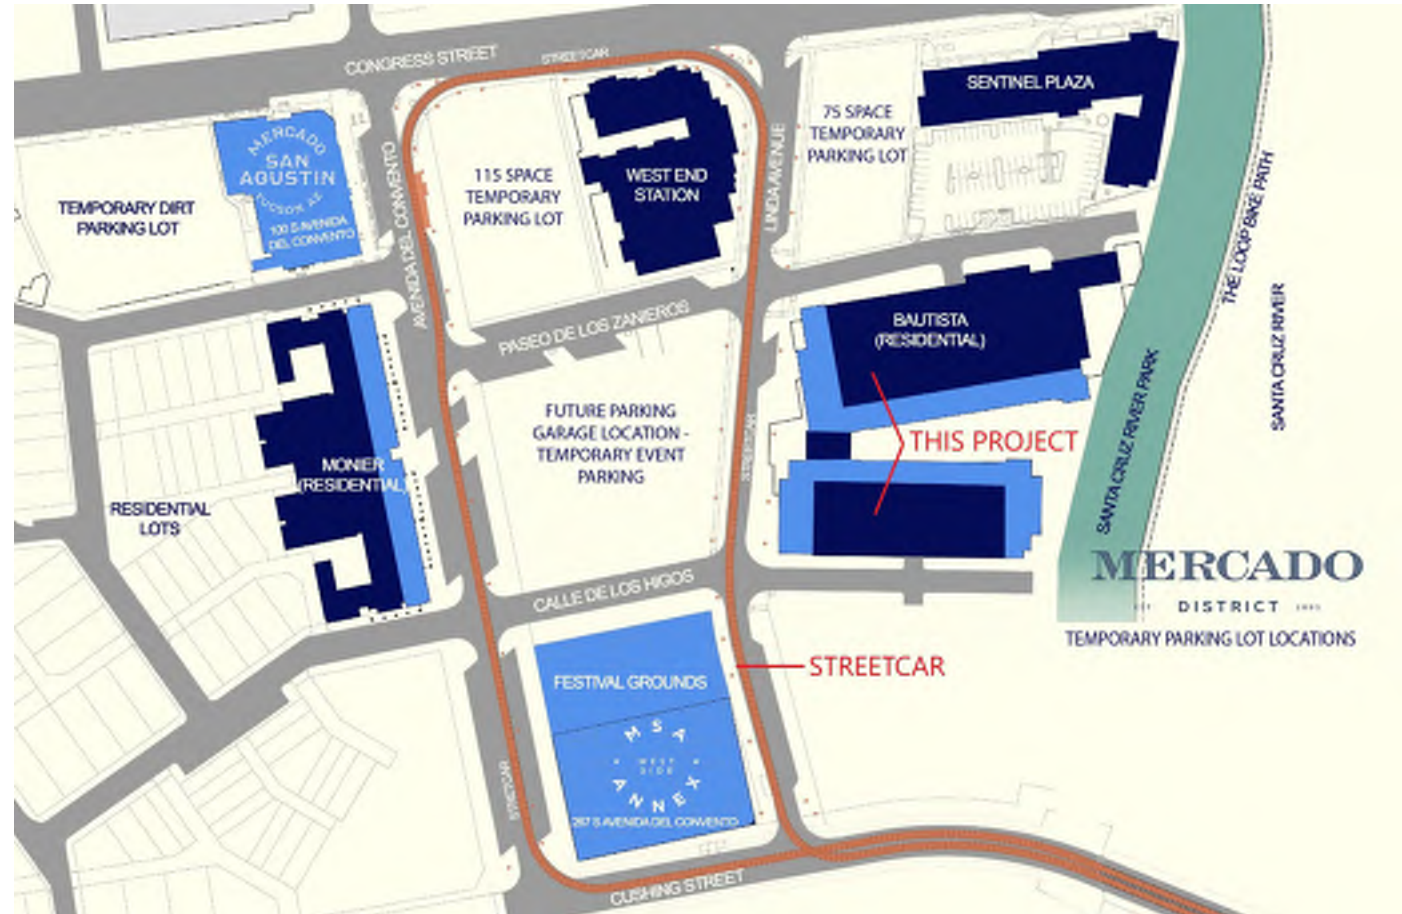 CONGRESS STREET
STREETCAR
SENTINEL PLAZA
75 SPACE
TEMPORARY
PARKING LOT
MERCADO
SAN
AGUSTIN
TUCSON AZ
100 S AVENIDA
DEL CONVENTO
TEMPORARY DIRT
PARKING LOT
AVENIDA DEL CONVENTO
115 SPACE
TEMPORARY
PARKING LOT
WEST END
STATION
LINDA AVENUE
THE LOOP BIKE PATH
SANTA CRUZ RIVER
PASEO DE LOS ZANJEROS
BAUTISTA
(RESIDENTIAL)
FUTURE PARKING
GARAGE LOCATION -
TEMPORARY EVENT
PARKING
STREETCAR
THIS PROJECT
SANTA CRUZ RIVER PARK
MONIER
(RESIDENTIAL)
RESIDENTIAL
LOTS
MERCADO
DISTRICT
TEMPORARY PARKING LOT LOCATIONS
CALLE DE LOS HIGOS
STREETCAR
FESTIVAL GROUNDS
MSA
WEST
SIDE
ANNEX
267 S AVENIDA DEL CONVENTO
STREETCAR
CUSHING STREET